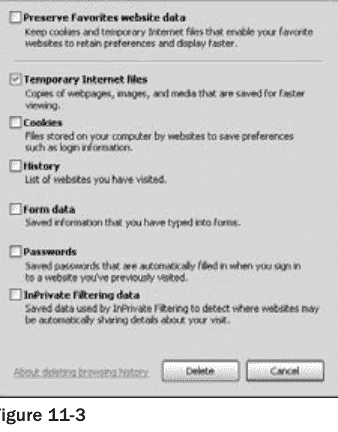 Preserve Favorites website data
Keep cookies and temporary Internet files that enable your favorite
websites to retain preferences and display faster.
Temporary Internet files
Copies of webpages, images, and media that are saved for faster
viewing.
Cookies
Files stored on your computer by websites to save preferences
such as login information.
History
List of websites you have visited.
Form data
Saved information that you have typed into forms.
Passwords
Saved passwords that are automatically filled in when you sign in
to a website you've previously visited.
InPrivate Filtering data
Saved data used by InPrivate Filtering to detect where websites may
be automatically sharing details about your visit.
About deleting browsing history
Delete
Cancel
igure 11-3